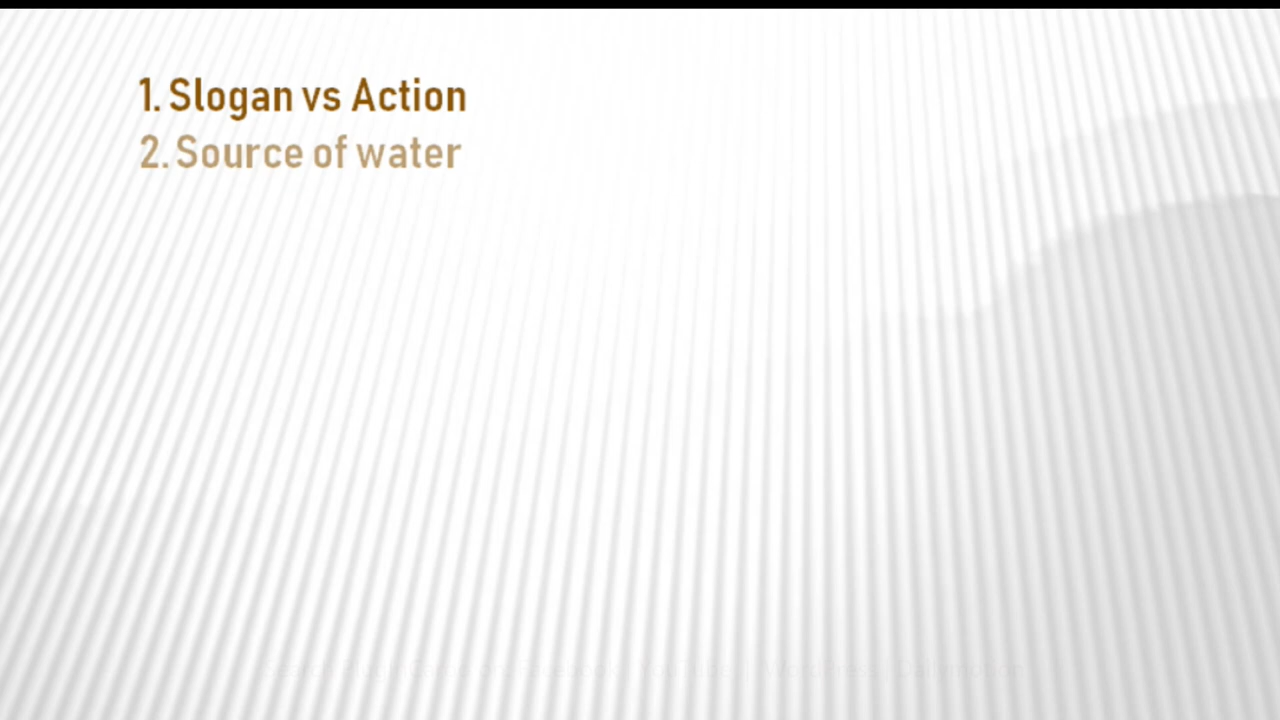 1. Slogan vs Action
2. Source of water